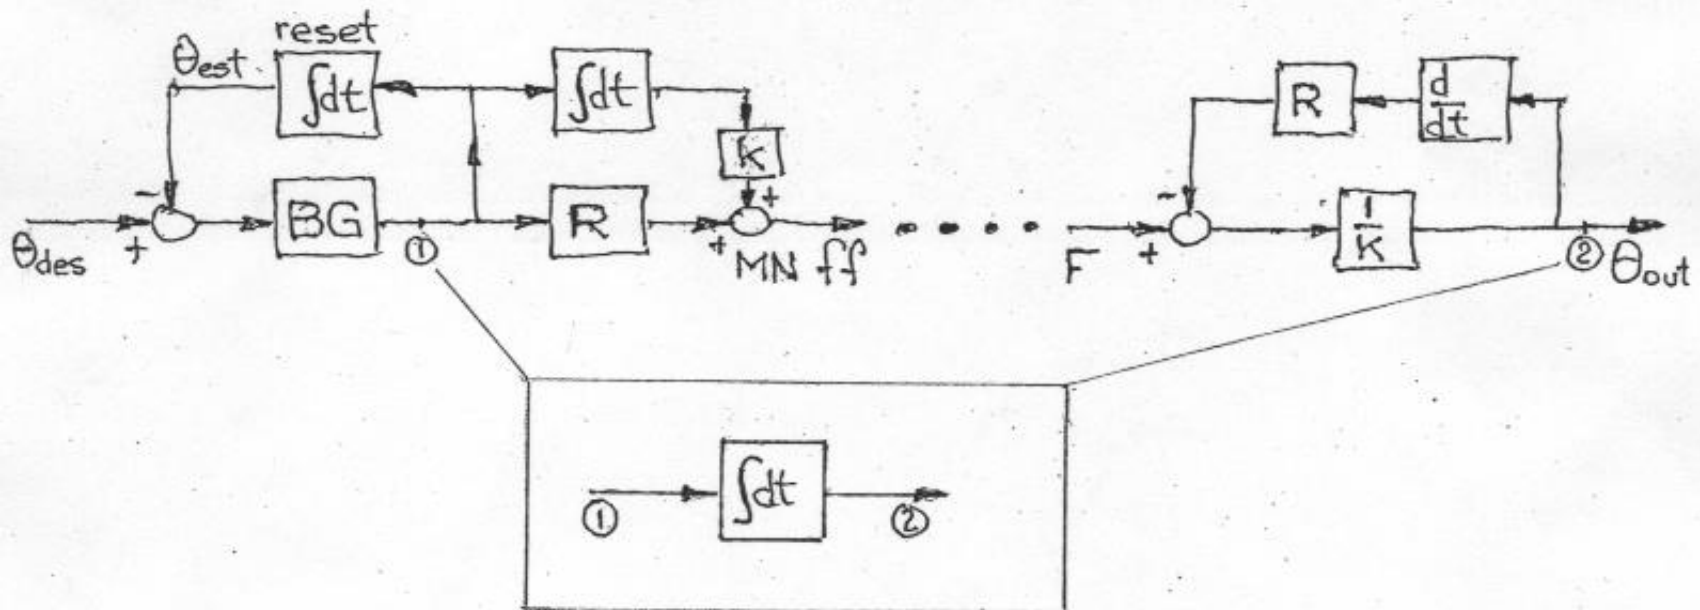 reset
θest
∫dt
∫dt
R
d
dt
k
-
+
-
BG
R
+
1
K
+
θdes
+
①
MN ff
F
②
θout
∫dt
①
②